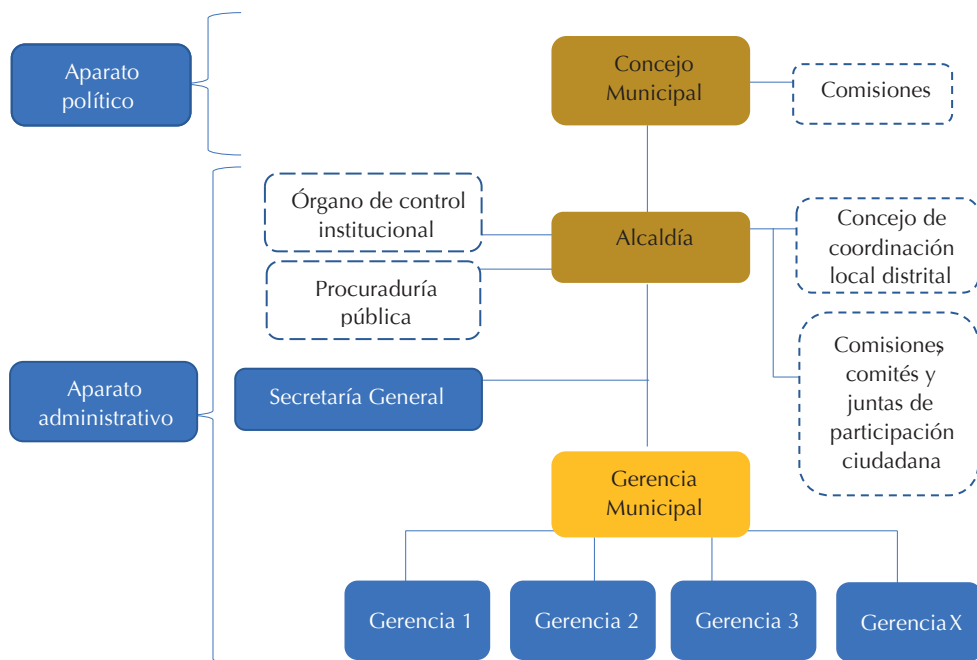 Aparato
político
Concejo
Municipal
Comisiones
Órgano de control
institucional
Alcaldía
Concejo de
coordinación
local distrital
Procuraduría
pública
Aparato
administrativo
Secretaría General
Comisiones,
comités y
juntas de
participación
ciudadana
Gerencia
Municipal
Gerencia 1
Gerencia 2
Gerencia 3
Gerencia X